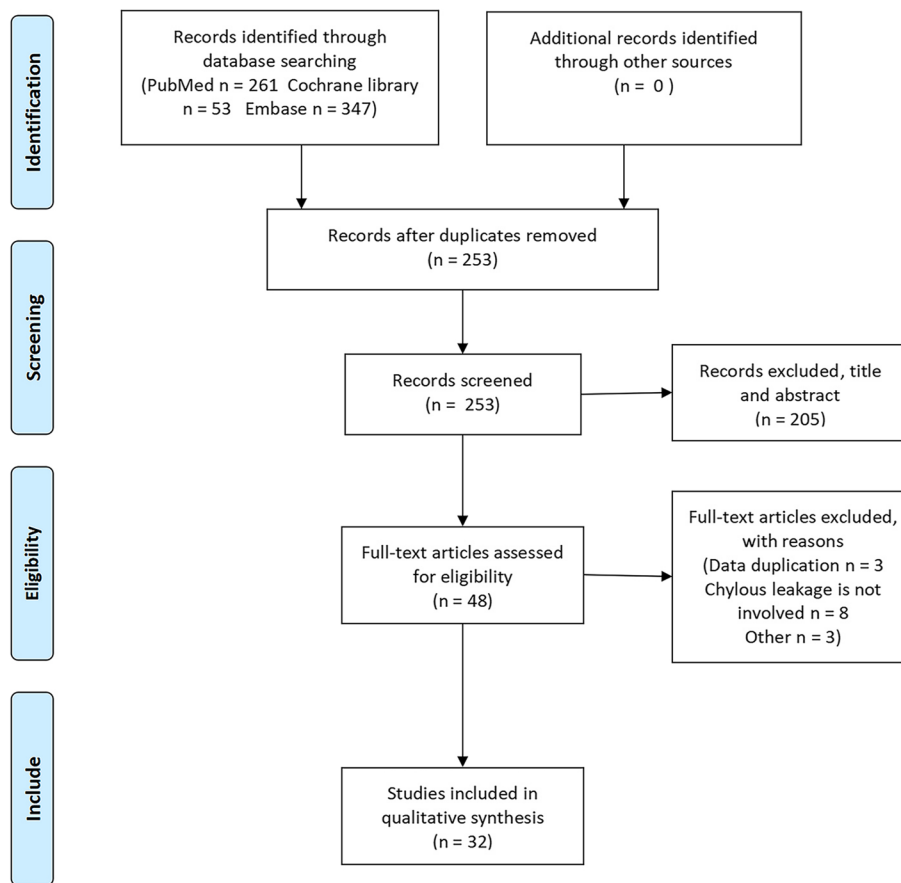 Identification
Records identified through
database searching
(PubMed n = 261 Cochrane library
n = 53 Embase n = 347)
Additional records identified
through other sources
(n = 0 )
Records after duplicates removed
(n = 253)
Screening
Records screened
(n = 253)
Records excluded, title
and abstract
(n = 205)
Eligibility
Full-text articles assessed
for eligibility
(n = 48)
Full-text articles excluded,
with reasons
(Data duplication n = 3
Chylous leakage is not
involved n = 8
Other n = 3)
Include
Studies included in
qualitative synthesis
(n = 32)